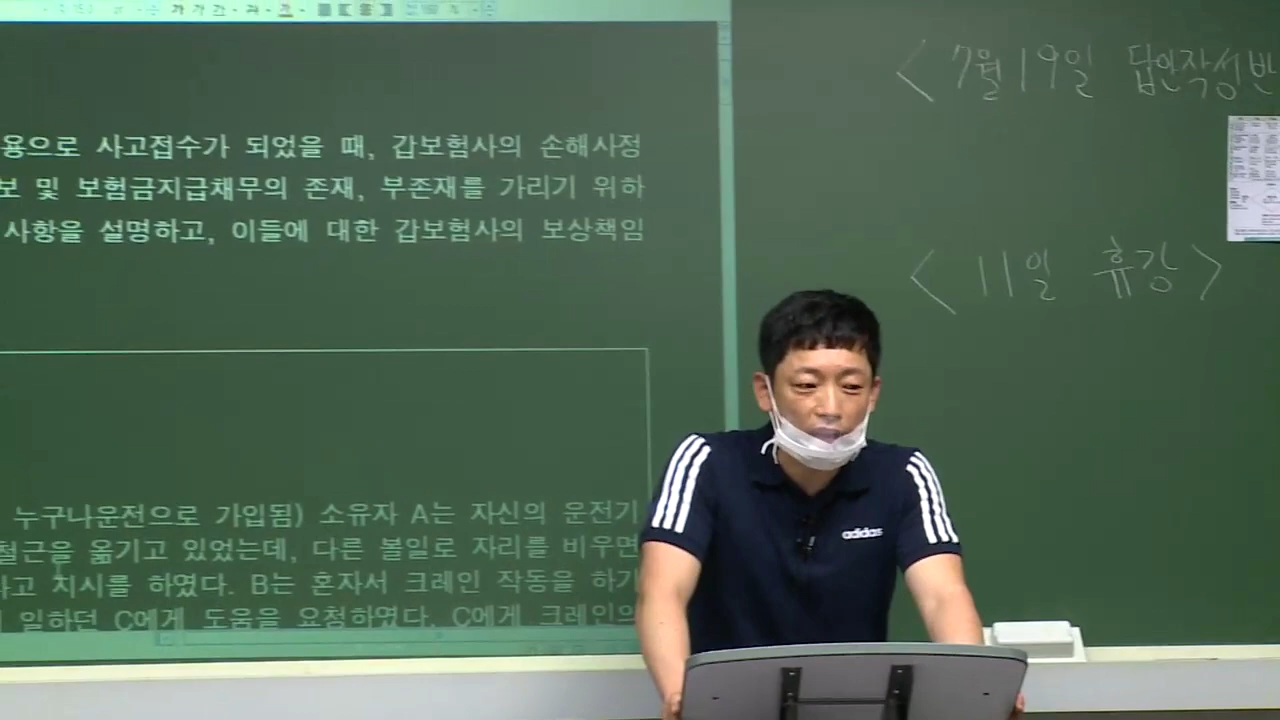 용으로 사고접수가 되었을 때, 갑보험사의 손해사정
보 및 보험금지급채무의 존재, 부존재를 가리기 위하
사항을 설명하고, 이들에 대한 갑보험사의 보상책임
누구나운전으로 가입됨) 소유자 A는 자신의 운전기
철근을 옮기고 있었는데, 다른 볼일로 자리를 비우면
라고 지시를 하였다. B는 혼자서 크레인 작동을 하기
일하던 C에게 도움을 요청하였다. C에게 크레인의
<7월 19일 답안작성반
<11일 휴강>
adidas